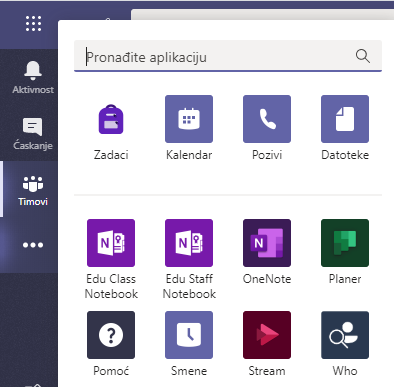 Pronađite aplikaciju
Aktivnost
Ćaskanje
Timovi
Zadaci
Kalendar
Pozivi
Datoteke
Edu Class
Notebook
Edu Staff
Notebook
OneNote
Planer
Pomoć
Smene
Stream
Who